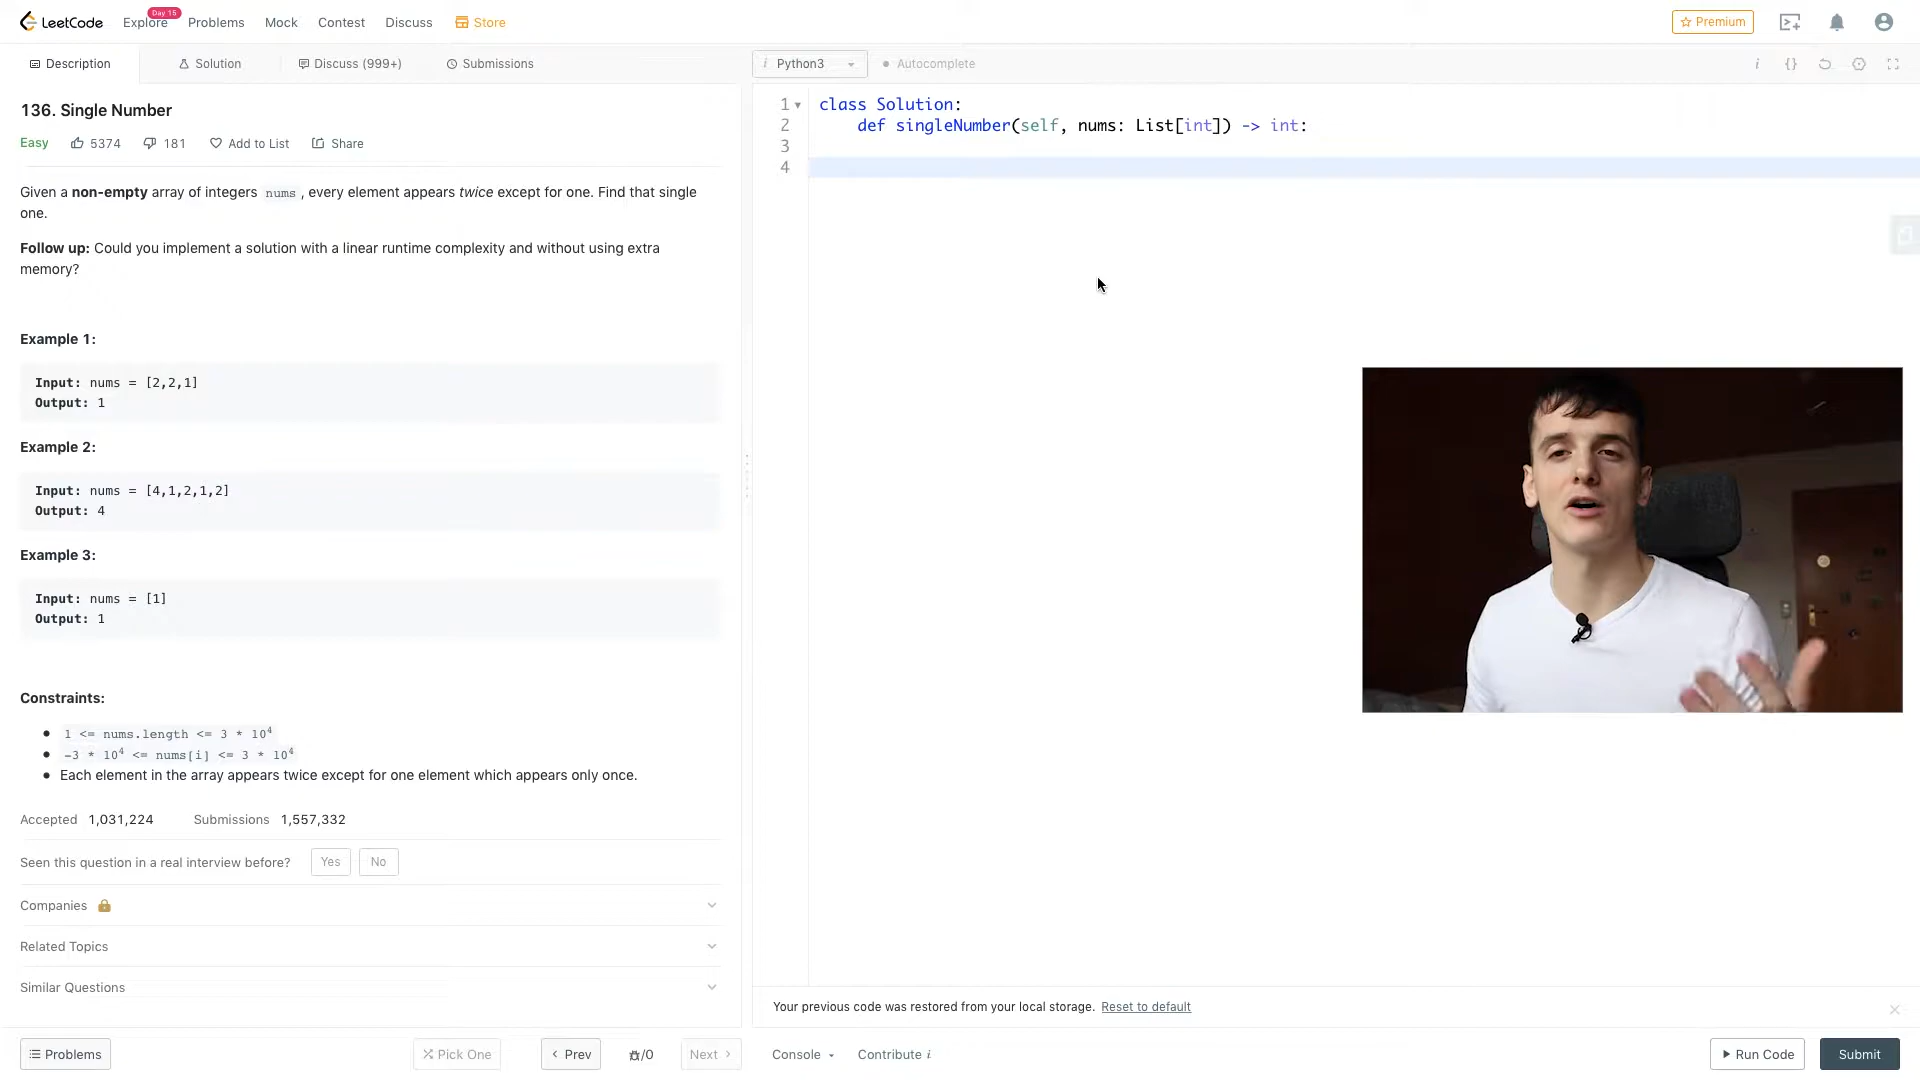 LeetCode
Explore
Day 15
Problems
Mock
Contest
Discuss
Store
Premium
Description
Solution
Discuss (999+)
Submissions
i Python3
Autocomplete
i
{}
136. Single Number
Easy
5374
181
Add to List
Share
Given a non-empty array of integers nums , every element appears twice except for one. Find that single
one.
Follow up: Could you implement a solution with a linear runtime complexity and without using extra
memory?
Example 1:
Input: nums = [2,2,1]
Output: 1
Example 2:
Input: nums = [4,1,2,1,2]
Output: 4
Example 3:
Input: nums = [1]
Output: 1
Constraints:
1 <= nums.length <= 3 * 10⁴
-3 * 10⁴ <= nums[i] <= 3 * 10⁴
Each element in the array appears twice except for one element which appears only once.
Accepted 1,031,224 Submissions 1,557,332
Seen this question in a real interview before? Yes No
Companies
Related Topics
Similar Questions
1 class Solution:
2 def singleNumber(self, nums: List[int]) -> int:
3
4
Your previous code was restored from your local storage. Reset to default
Problems
Pick One
Prev
/0
Next
Console
Contribute i
Run Code
Submit